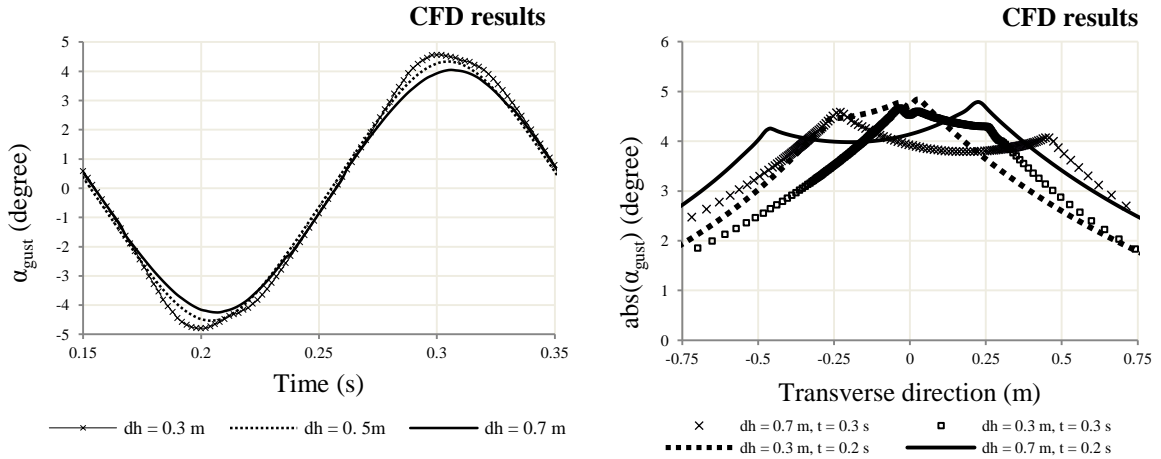 CFD results
5
4
3
2
1
0
-1
-2
-3
-4
-5
α_gust (degree)
0.15 0.2 0.25 0.3 0.35
Time (s)
dh = 0.3 m dh = 0. 5m dh = 0.7 m
CFD results
6
5
4
3
2
1
0
abs(α_gust) (degree)
-0.75 -0.5 -0.25 0 0.25 0.5 0.75
Transverse direction (m)
dh = 0.7 m, t = 0.3 s dh = 0.3 m, t = 0.3 s
dh = 0.3 m, t = 0.2 s dh = 0.7 m, t = 0.2 s